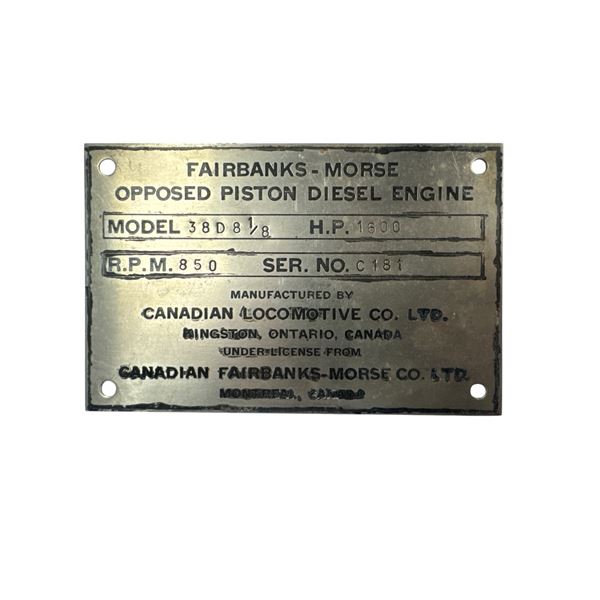 FAIRBANKS-MORSE
OPPOSED PISTON DIESEL ENGINE
MODEL 38D8 1/8 H.P. 1600
R.P.M. 850 SER. NO. C181
MANUFACTURED BY
CANADIAN LOCOMOTIVE CO. LTD.
KINGSTON, ONTARIO, CANADA
UNDER LICENSE FROM
CANADIAN FAIRBANKS-MORSE CO. LTD.
MONTREAL, CANADA